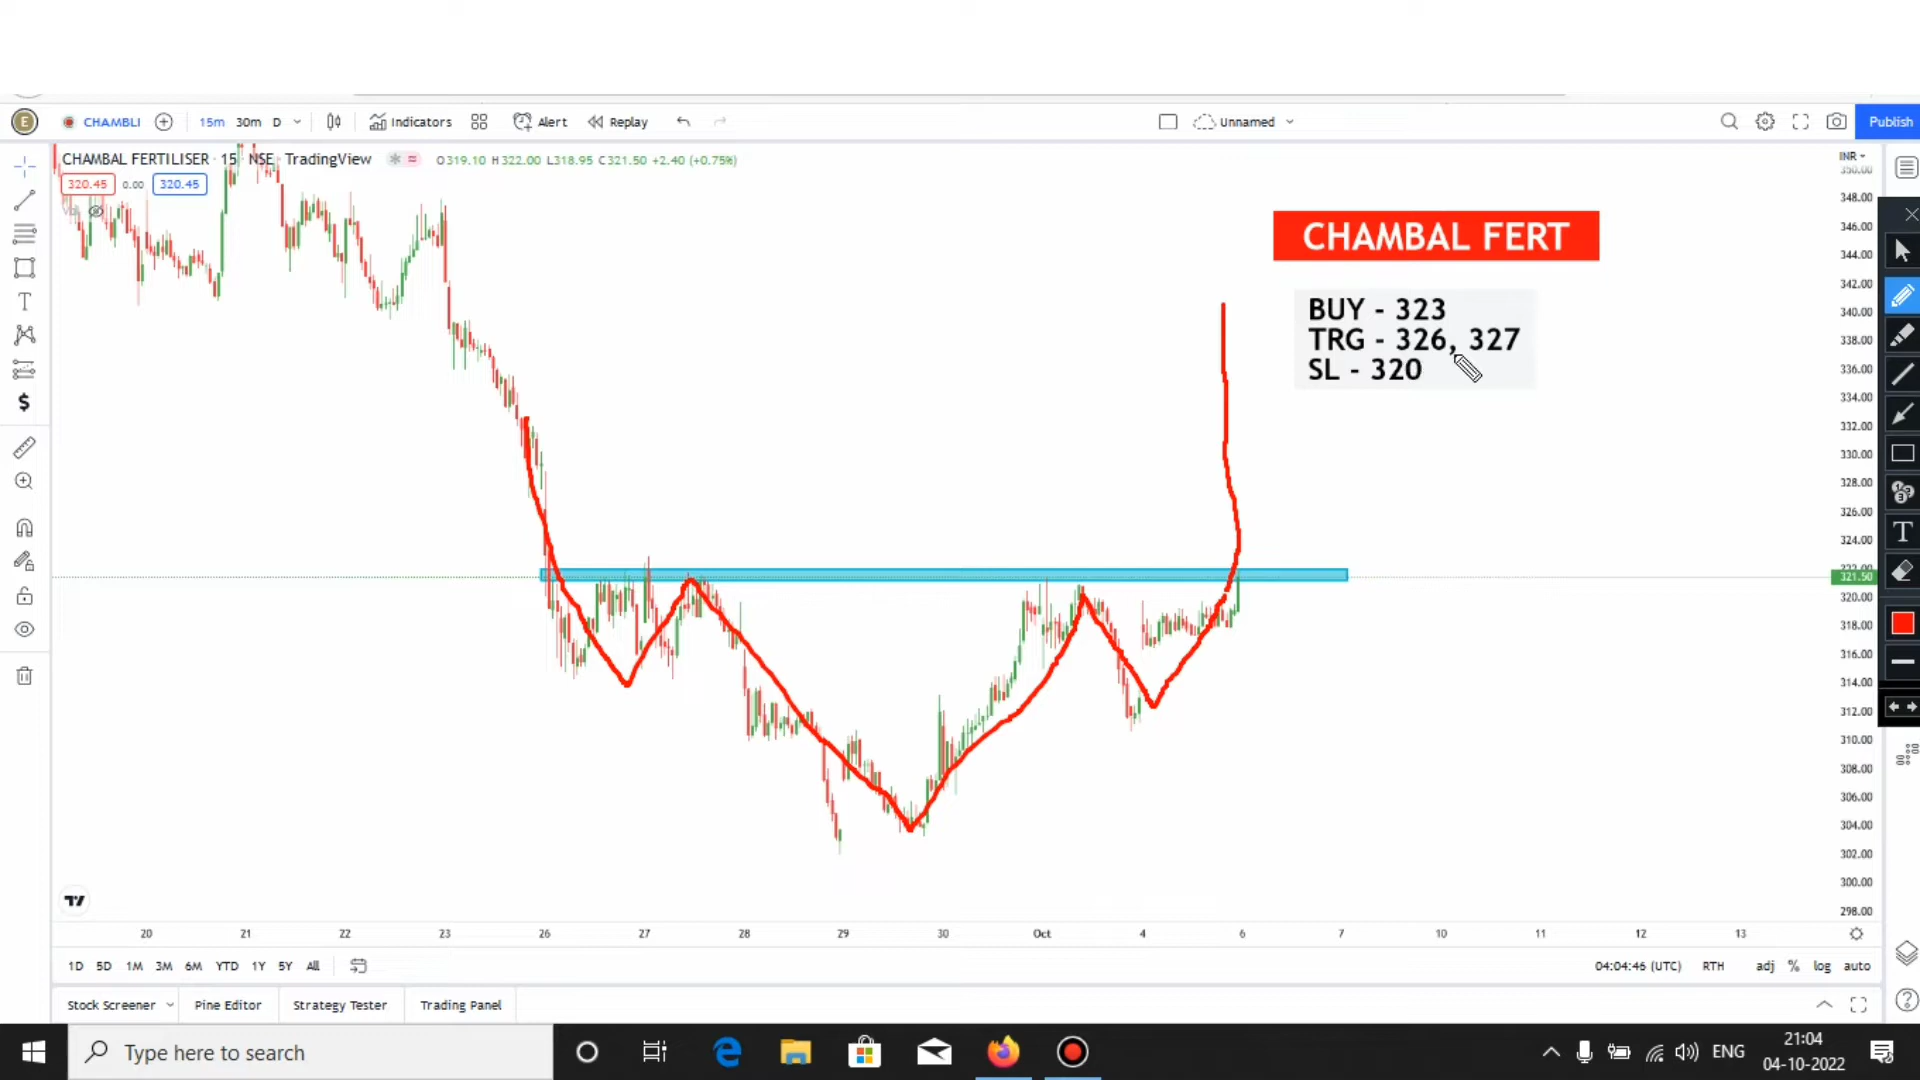 E CHAMBLI 15m 30m D Indicators Alert Replay Unnamed Publish
CHAMBAL FERTILISER · 15 · NSE · TradingView O319.10 H322.00 L318.95 C321.50 +2.40 (+0.75%)
INR
350.00
320.45 0.00 320.45
348.00
346.00
344.00
342.00
340.00
338.00
336.00
334.00
332.00
330.00
328.00
326.00
324.00
322.00
321.50
320.00
318.00
316.00
314.00
312.00
310.00
308.00
306.00
304.00
302.00
300.00
298.00
CHAMBAL FERT
BUY - 323
TRG - 326, 327
SL - 320
20 21 22 23 26 27 28 29 30 Oct 4 6 7 10 11 12 13
1D 5D 1M 3M 6M YTD 1Y 5Y All 04:04:46 (UTC) RTH adj % log auto
Stock Screener Pine Editor Strategy Tester Trading Panel
Type here to search ENG 21:04
04-10-2022